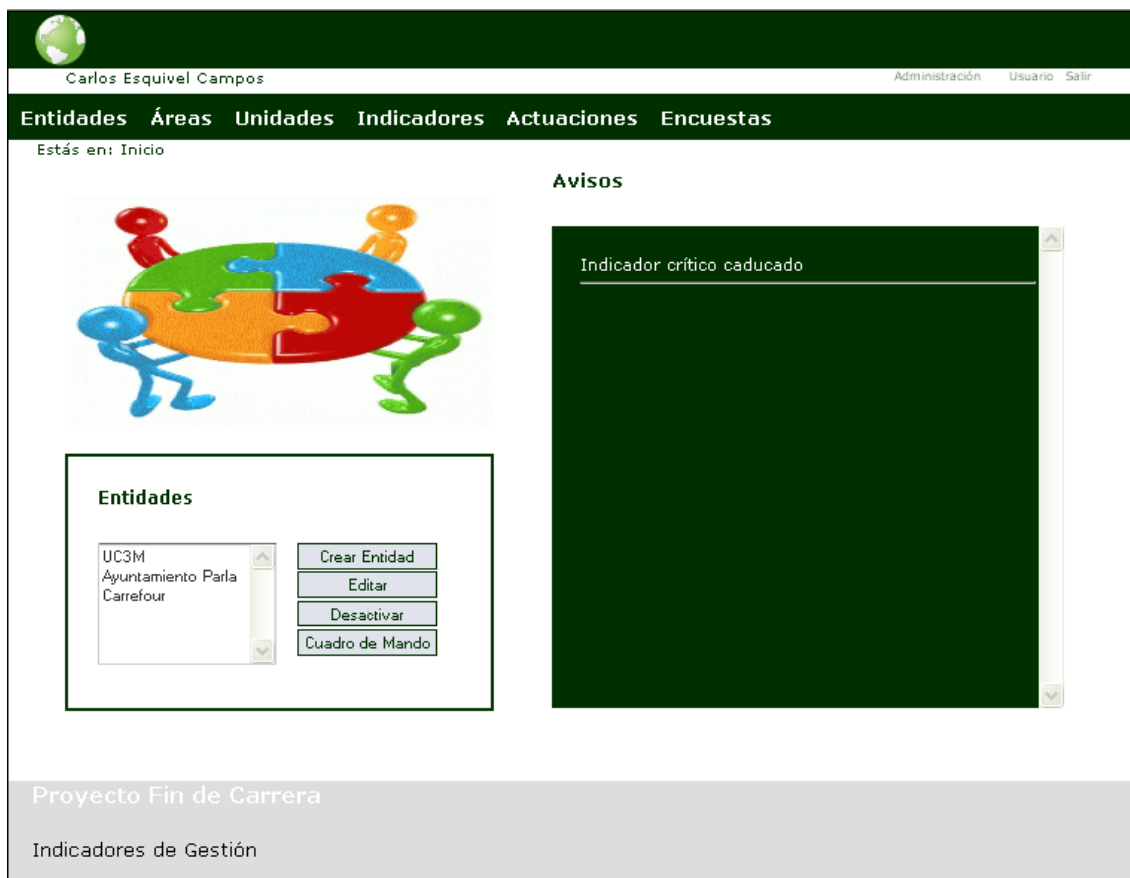 Carlos Esquivel Campos
Administración Usuario Salir
Entidades Áreas Unidades Indicadores Actuaciones Encuestas
Estás en: Inicio
Avisos
Indicador crítico caducado
Entidades
UC3M
Ayuntamiento Parla
Carrefour
Crear Entidad
Editar
Desactivar
Cuadro de Mando
Proyecto Fin de Carrera
Indicadores de Gestión